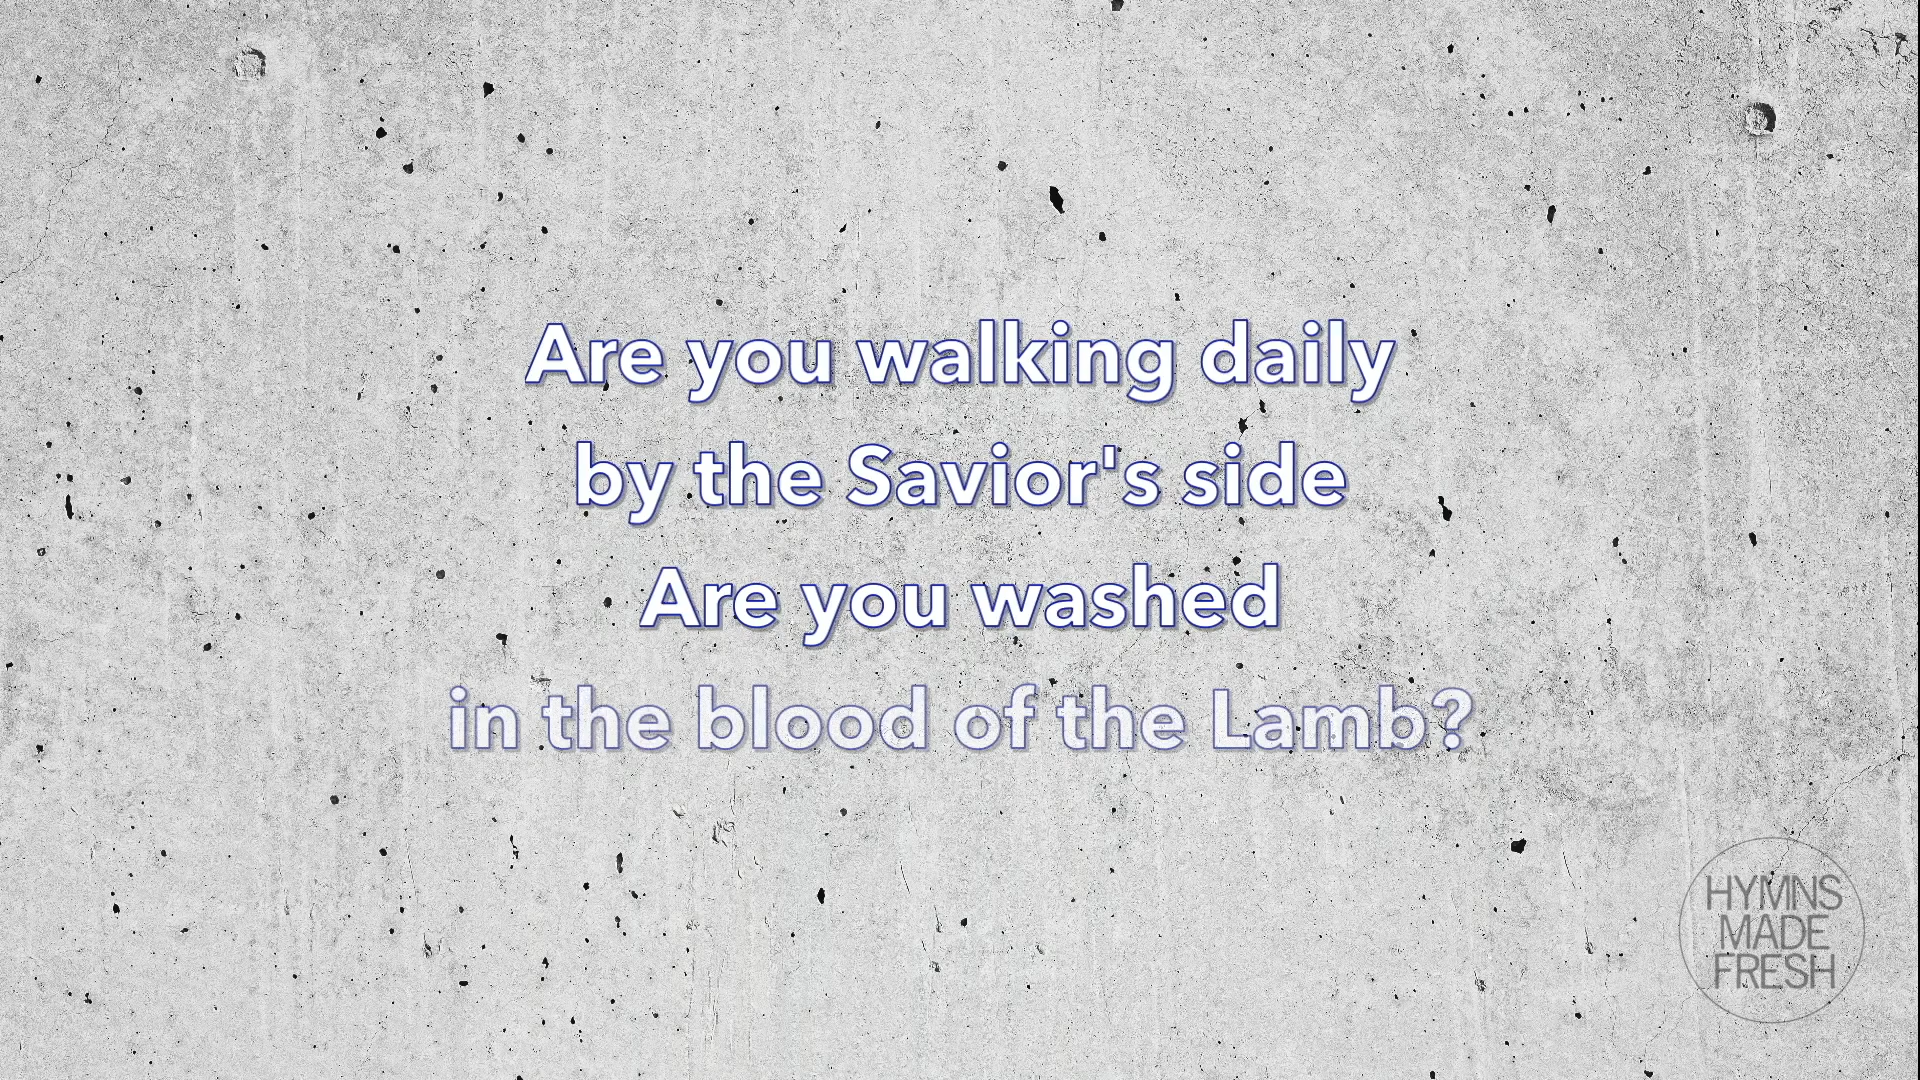 Are you walking daily
by the Savior's side
Are you washed
in the blood of the Lamb?
HYMNS
MADE
FRESH